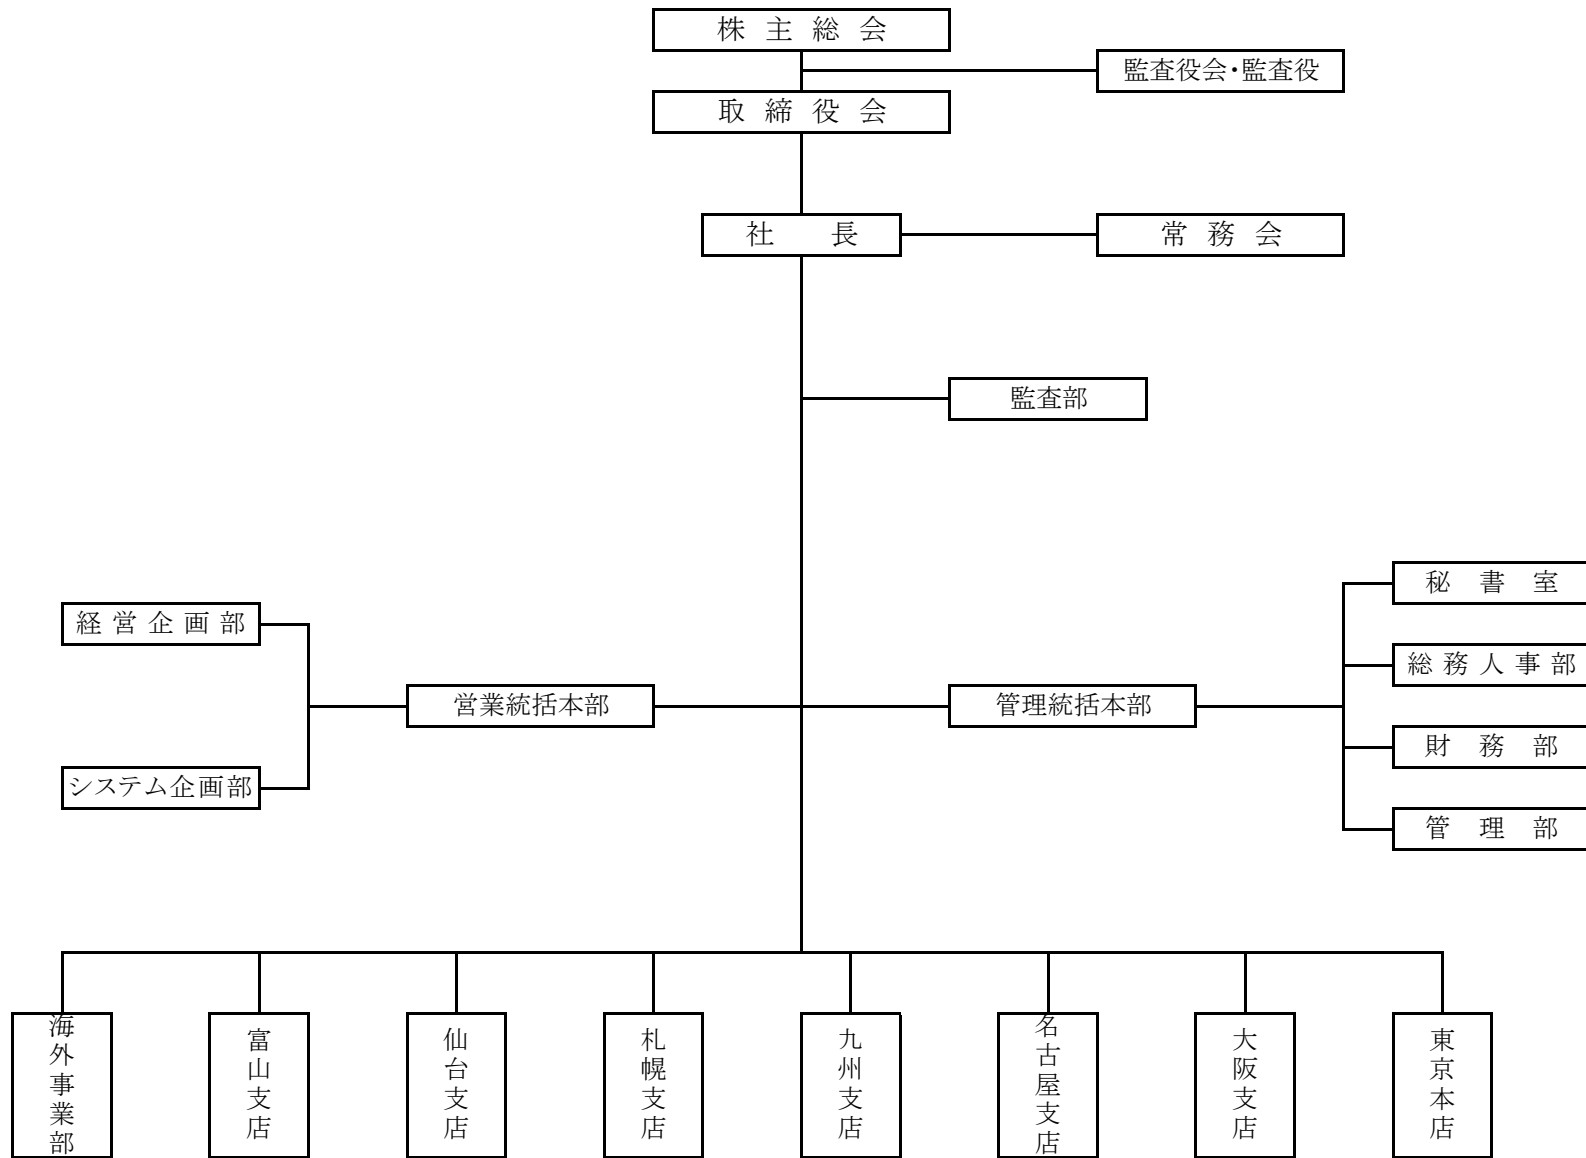 株主総会
監査役会・監査役
取締役会
社長
常務会
監査部
秘書室
経営企画部
総務人事部
営業統括本部
管理統括本部
財務部
システム企画部
管理部
海外事業部
富山支店
仙台支店
札幌支店
九州支店
名古屋支店
大阪支店
東京本店